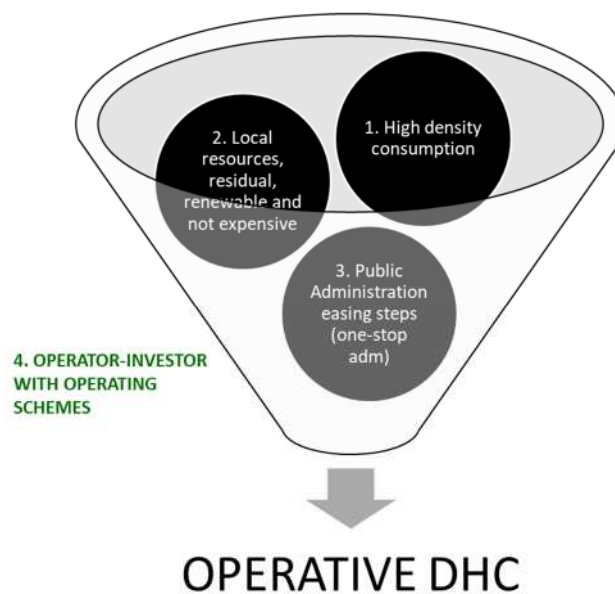 1. High density
consumption
2. Local
resources,
residual,
renewable and
not expensive
3. Public
Administration
easing steps
(one-stop
adm)
4. OPERATOR-INVESTOR
WITH OPERATING
SCHEMES
OPERATIVE DHC